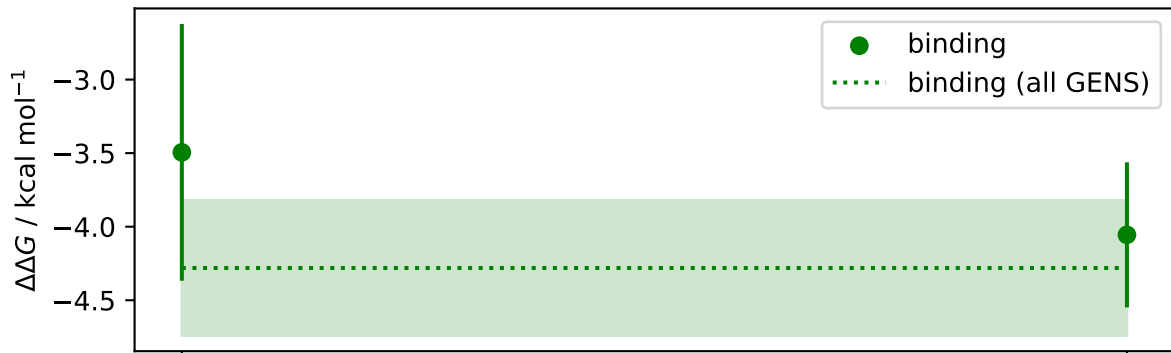 ΔΔG / kcal mol⁻¹
−3.0
−3.5
−4.0
−4.5
binding
binding (all GENS)